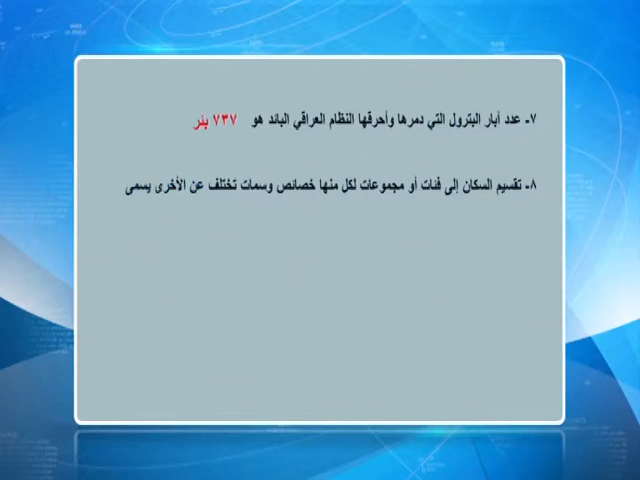 ٧- عدد أبار البترول التي دمرها وأحرقها النظام العراقي البائد هو ٧٣٧ بئر
٨- تقسيم السكان إلى فئات أو مجموعات لكل منها خصائص وسمات تختلف عن الأخرى يسمى